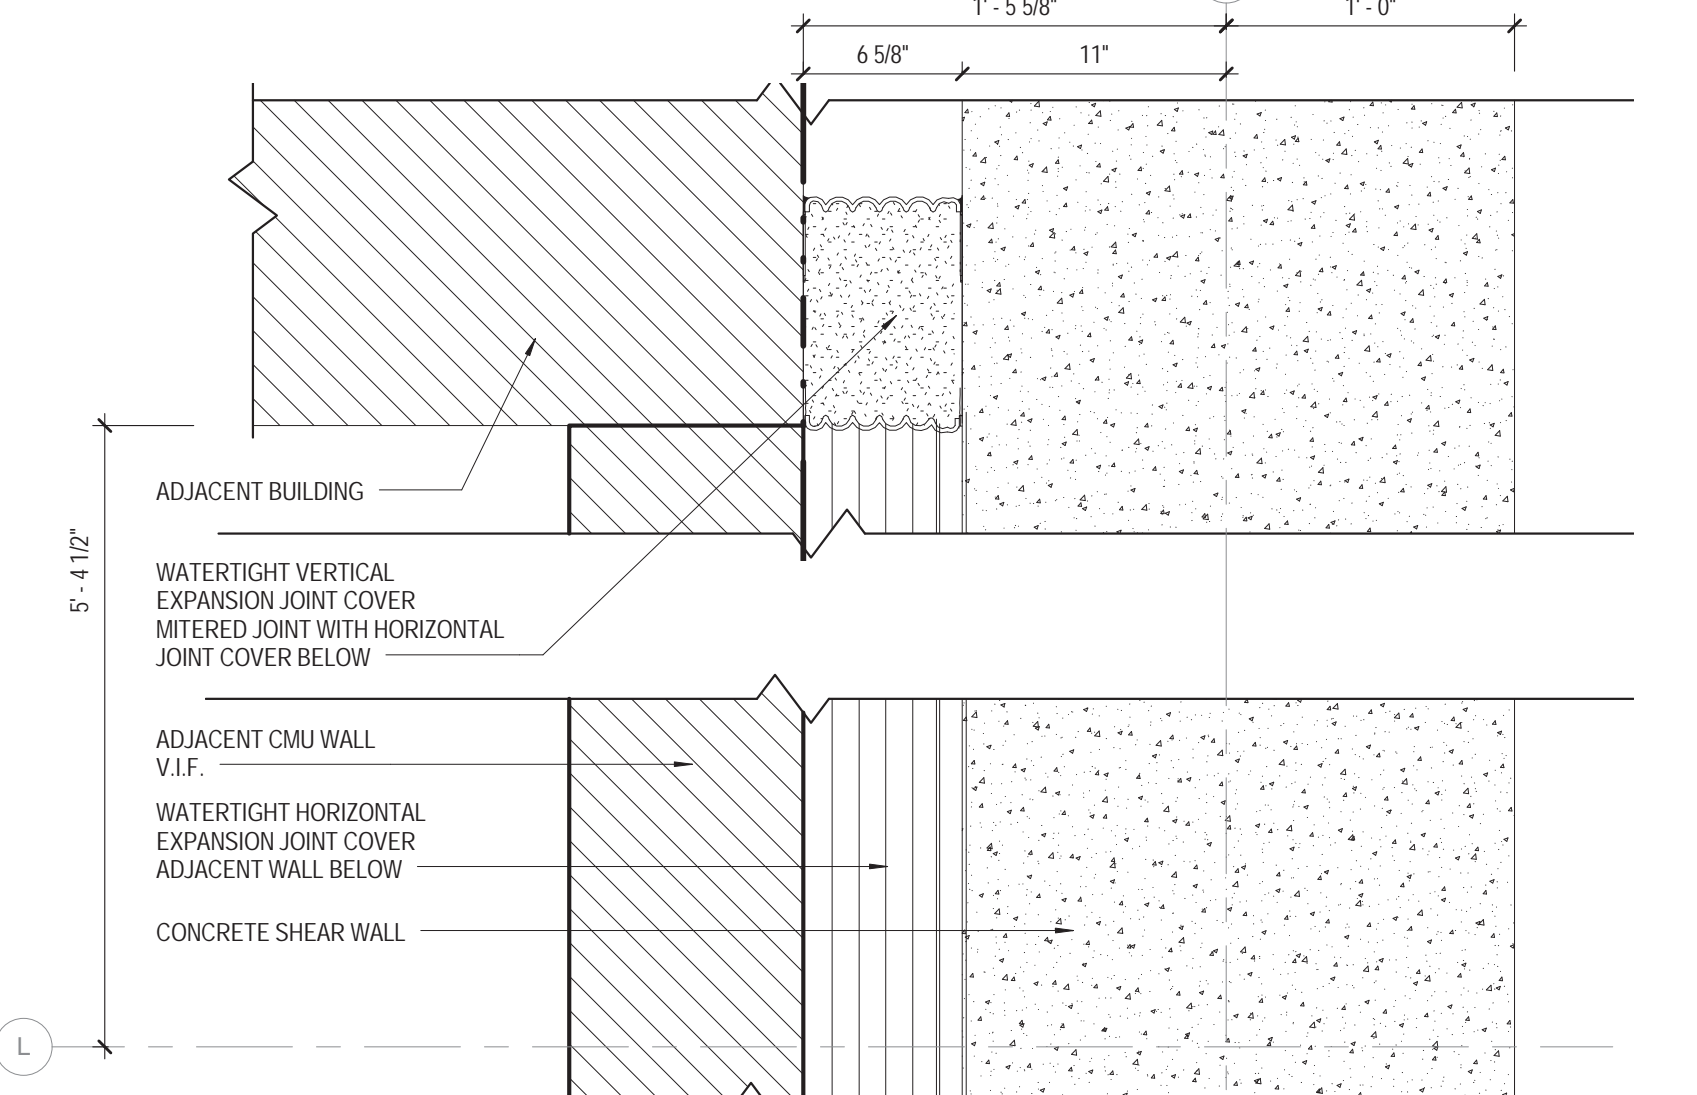 1' - 5 5/8"
1' - 0"
6 5/8"
11"
ADJACENT BUILDING
5' - 4 1/2"
WATERTIGHT VERTICAL
EXPANSION JOINT COVER
MITERED JOINT WITH HORIZONTAL
JOINT COVER BELOW
ADJACENT CMU WALL
V.I.F.
WATERTIGHT HORIZONTAL
EXPANSION JOINT COVER
ADJACENT WALL BELOW
CONCRETE SHEAR WALL
L